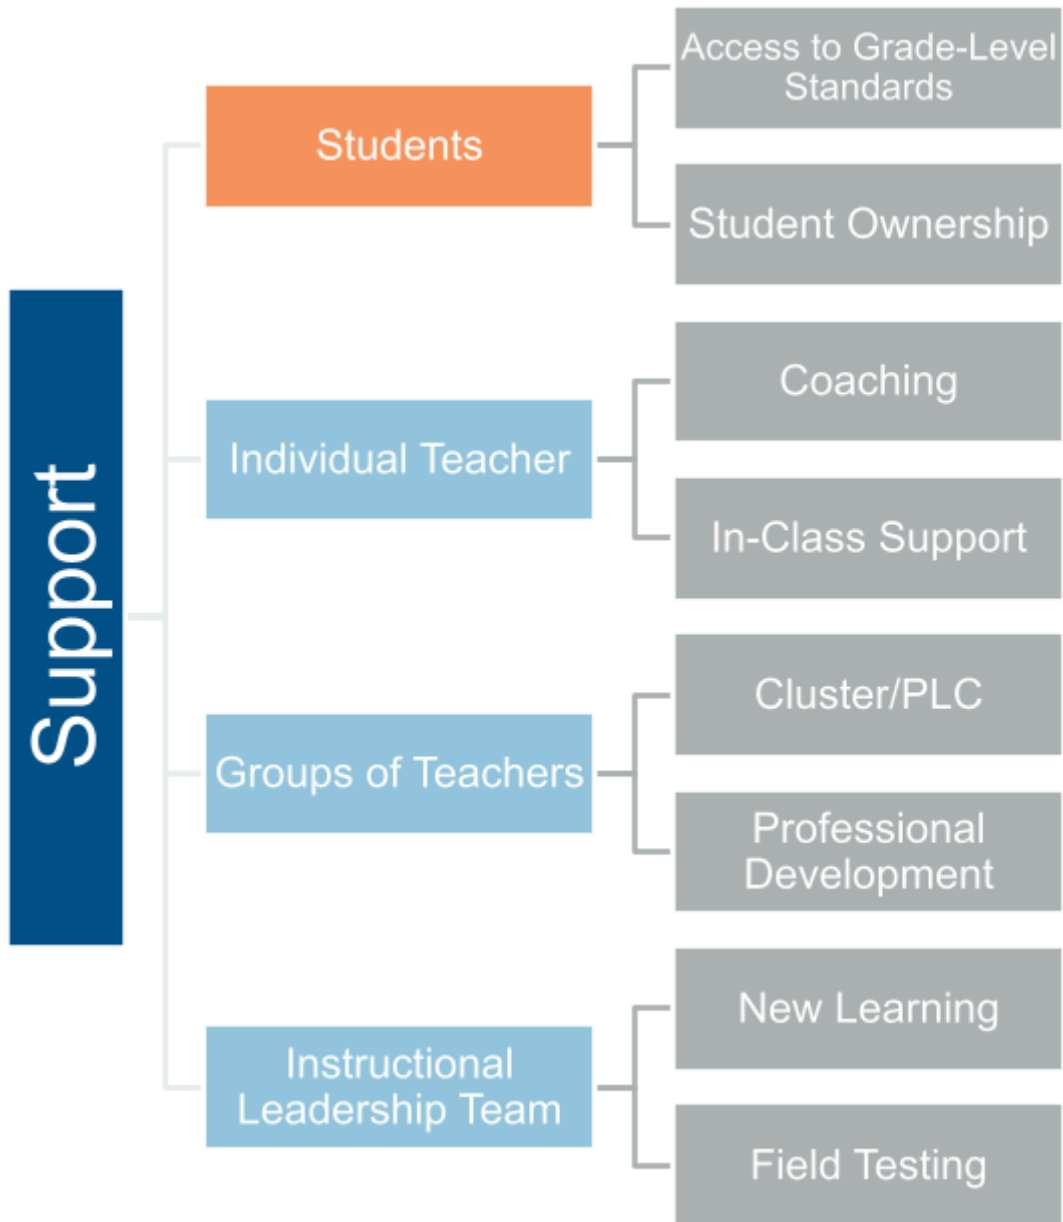 Support
Students
Access to Grade-Level
Standards
Student Ownership
Individual Teacher
Coaching
In-Class Support
Groups of Teachers
Cluster/PLC
Professional
Development
Instructional
Leadership Team
New Learning
Field Testing